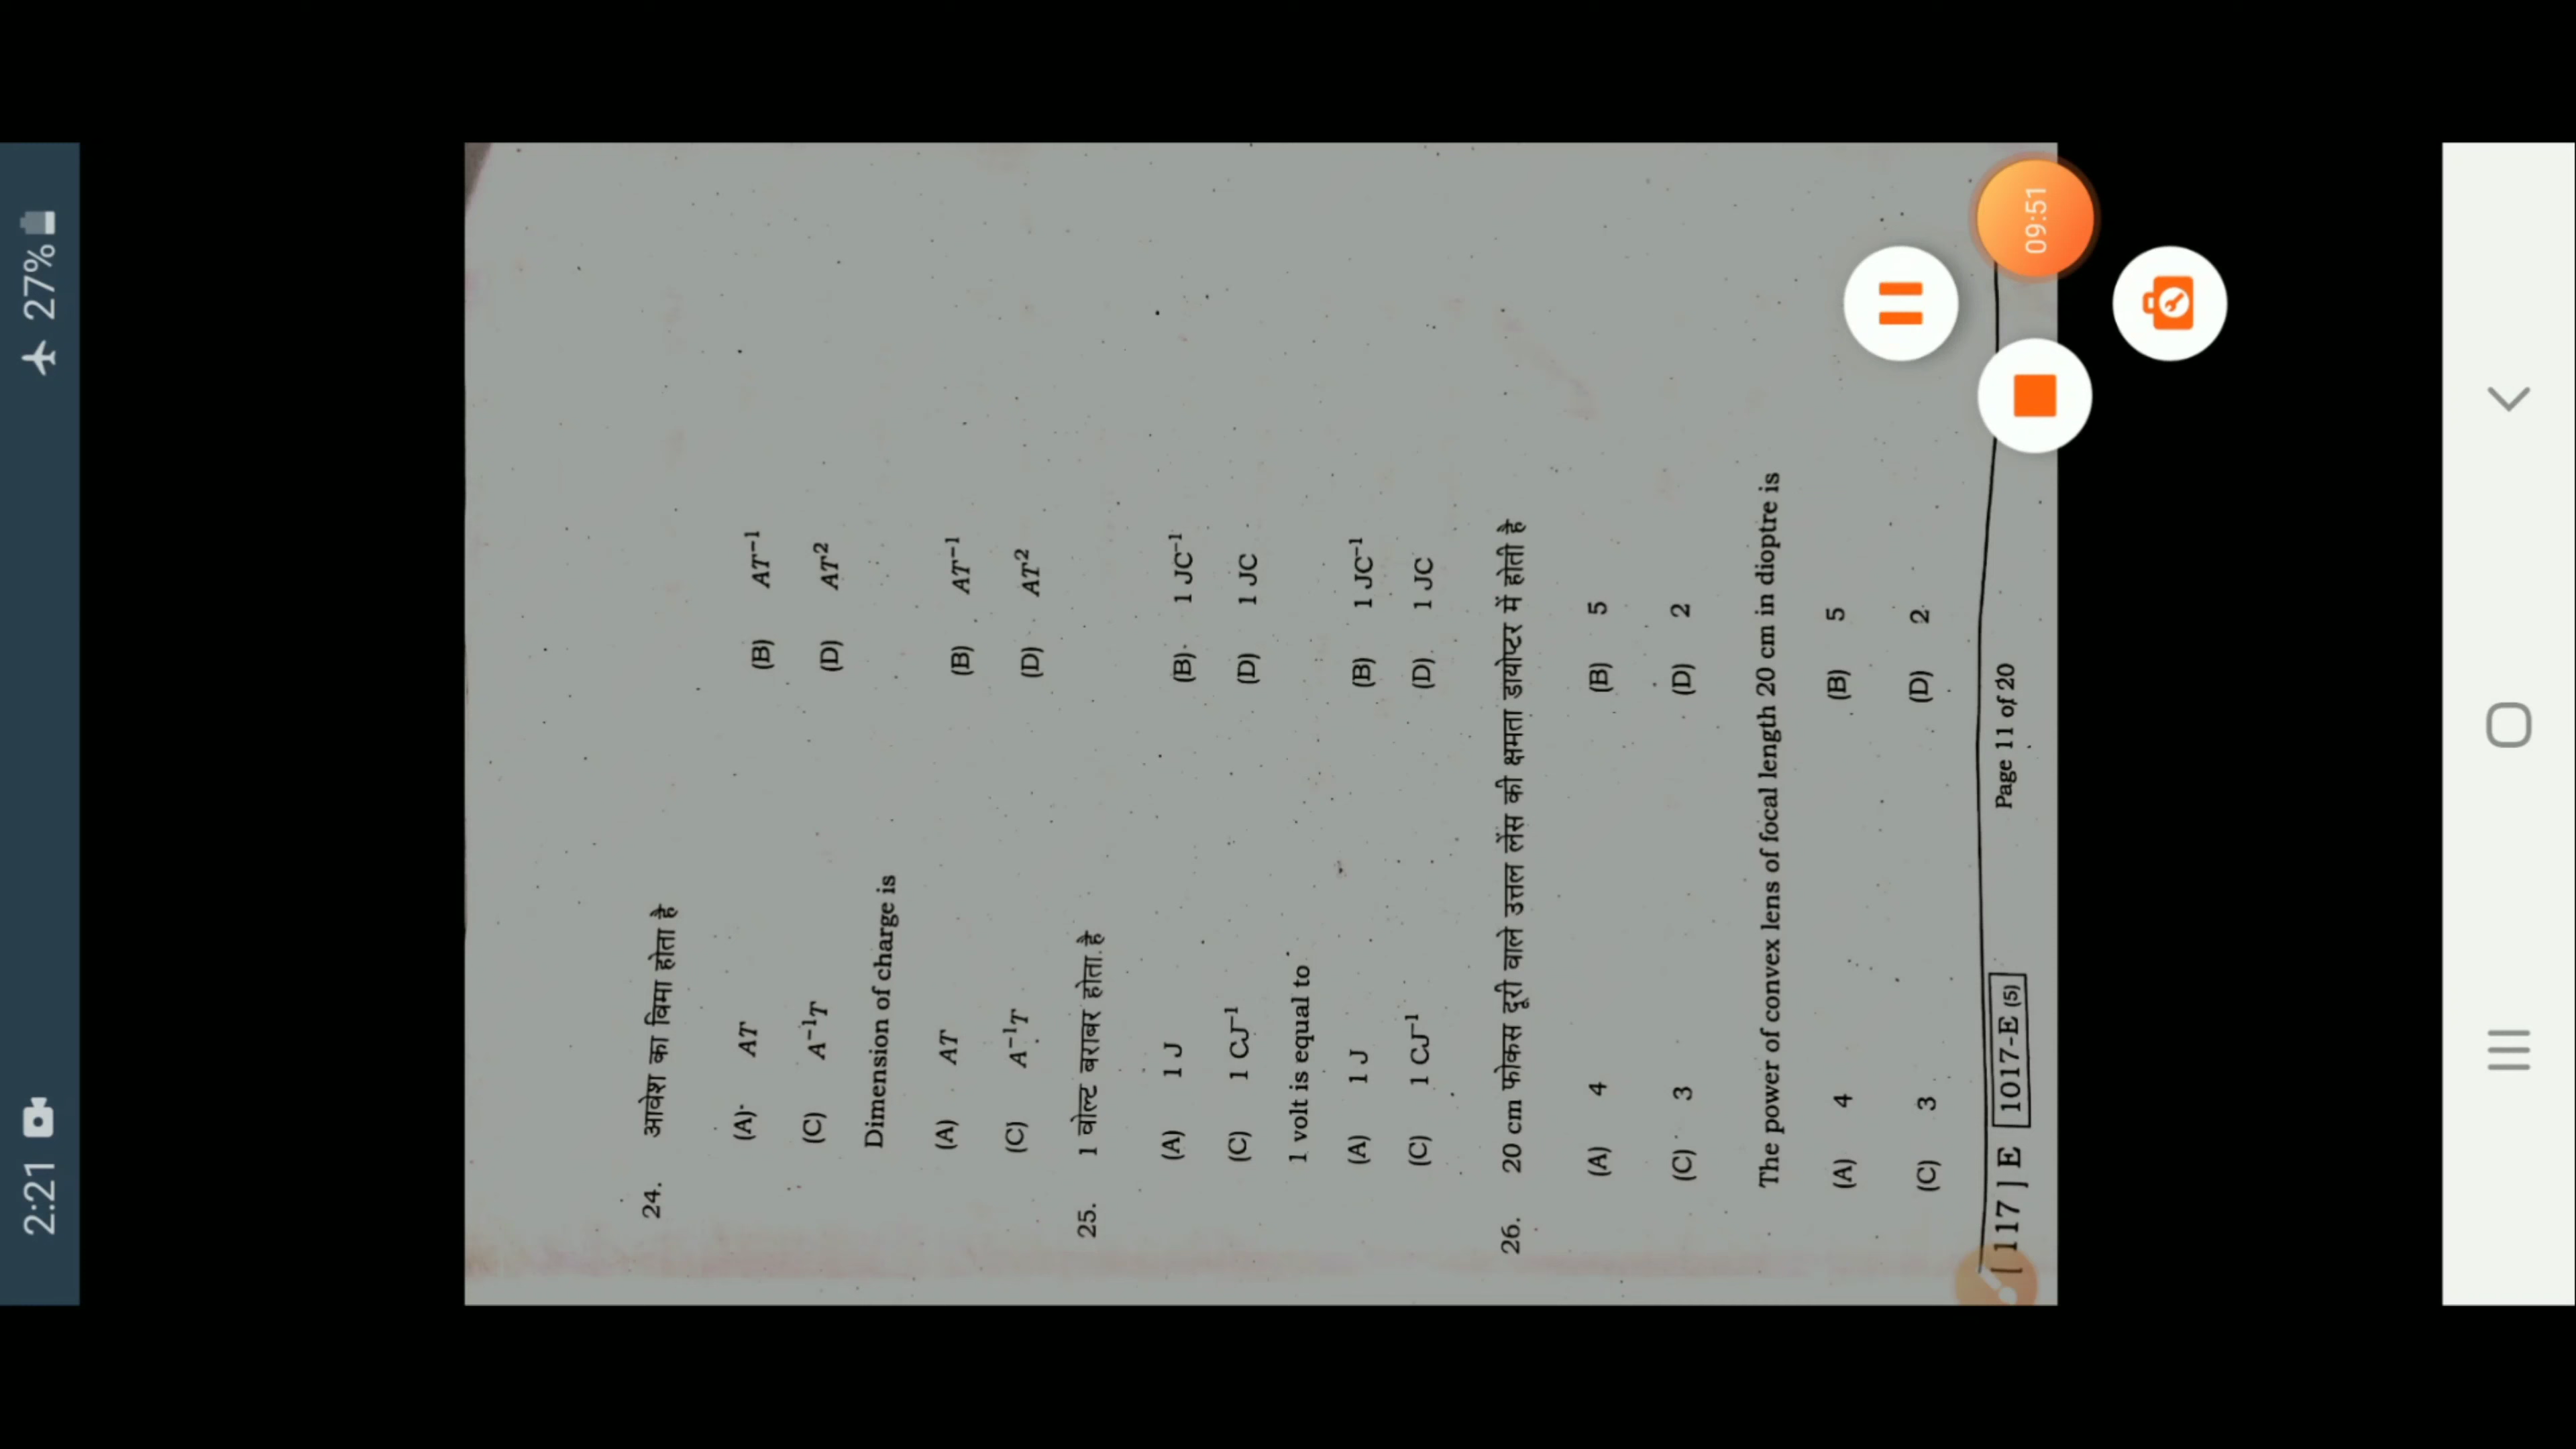 2:21
27%
24. आवेश का विमा होता है
(A) AT (B) AT⁻¹
(C) A⁻¹T (D) AT²
Dimension of charge is
(A) AT (B) AT⁻¹
(C) A⁻¹T (D) AT²
25. 1 वोल्ट बराबर होता है
(A) 1 J (B) 1 JC⁻¹
(C) 1 CJ⁻¹ (D) 1 JC
1 volt is equal to
(A) 1 J (B) 1 JC⁻¹
(C) 1 CJ⁻¹ (D) 1 JC
26. 20 cm फोकस दूरी वाले उत्तल लेंस की क्षमता डायोप्टर में होती है
(A) 4 (B) 5
(C) 3 (D) 2
The power of convex lens of focal length 20 cm in dioptre is
(A) 4 (B) 5
(C) 3 (D) 2
[ 117 ] E 1017-E (5) Page 11 of 20
09:51